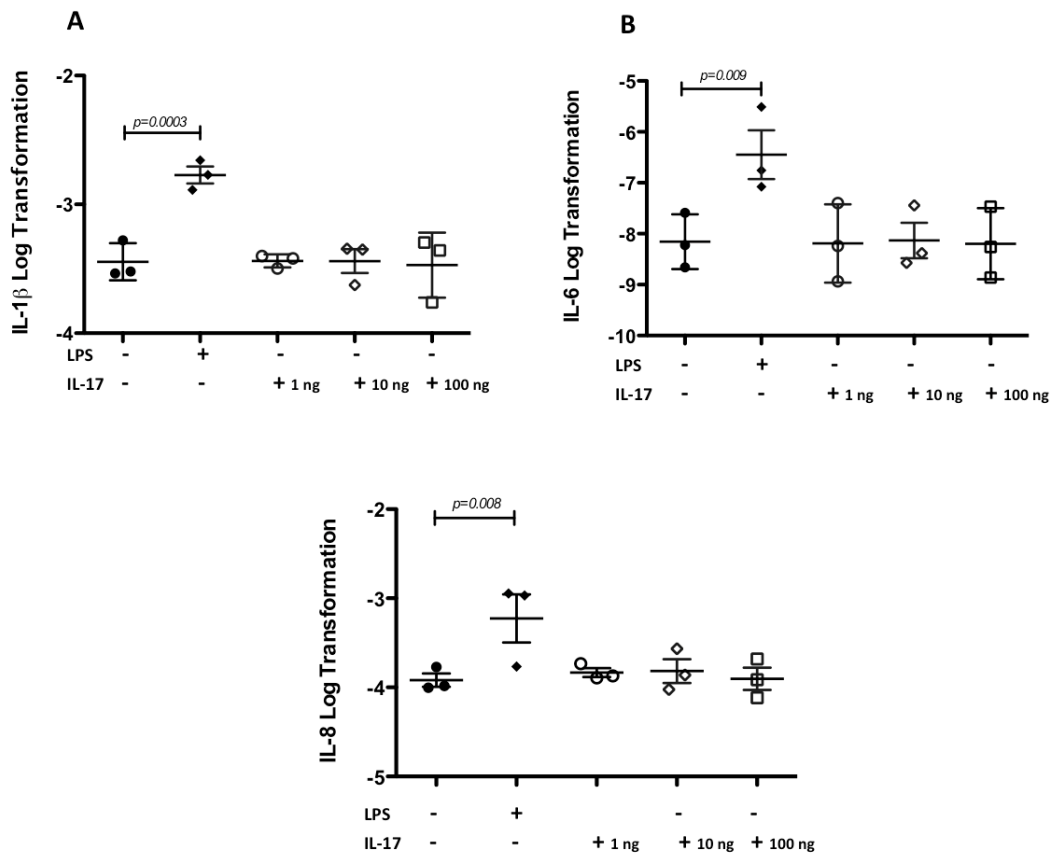 A
-2
p=0.0003
-3
-4
IL-1β Log Transformation
LPS - + - - -
IL-17 - - + 1 ng + 10 ng + 100 ng
B
-5
p=0.009
-6
-7
-8
-9
-10
IL-6 Log Transformation
LPS - + - - -
IL-17 - - + 1 ng + 10 ng + 100 ng
-2
p=0.008
-3
-4
-5
IL-8 Log Transformation
LPS - + - -
IL-17 - - + 1 ng + 10 ng + 100 ng